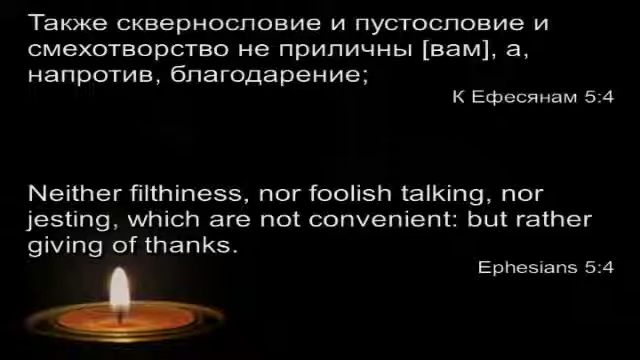 Также сквернословие и пустословие и
смехотворство не приличны [вам], а,
напротив, благодарение;
К Ефесянам 5:4
Neither filthiness, nor foolish talking, nor
jesting, which are not convenient: but rather
giving of thanks.
Ephesians 5:4